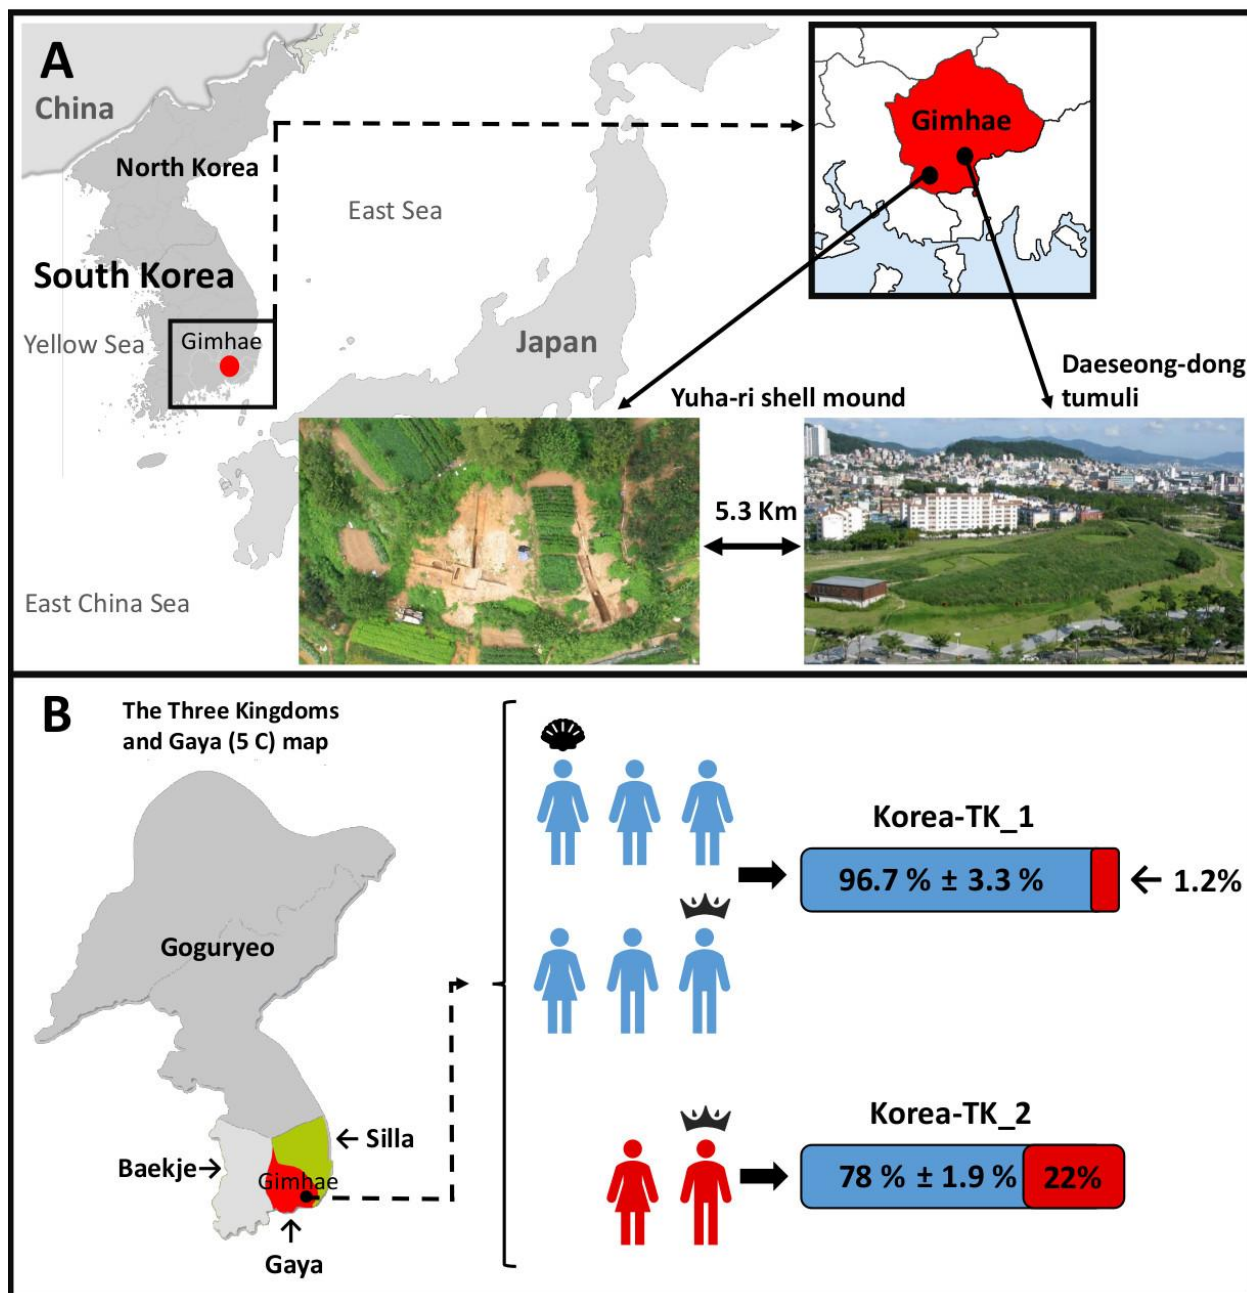 A
China
North Korea
East Sea
South Korea
Yellow Sea
Gimhae
Japan
East China Sea
Gimhae
Yuha-ri shell mound
Daeseong-dong
tumuli
5.3 Km
B
The Three Kingdoms
and Gaya (5 C) map
Goguryeo
←Silla
Baekje→
Gimhae
↑
Gaya
Korea-TK_1
96.7 % ± 3.3 %
←1.2%
Korea-TK_2
78 % ± 1.9 %
22%